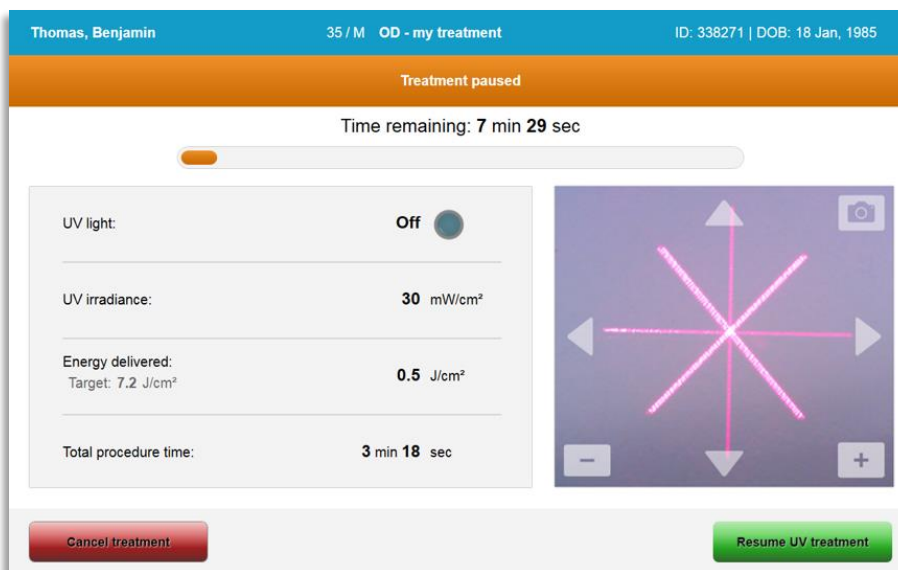 Thomas, Benjamin 35 / M OD - my treatment ID: 338271 | DOB: 18 Jan, 1985
Treatment paused
Time remaining: 7 min 29 sec
UV light: Off
UV irradiance: 30 mW/cm²
Energy delivered:
Target: 7.2 J/cm² 0.5 J/cm²
Total procedure time: 3 min 18 sec
− +
Cancel treatment Resume UV treatment